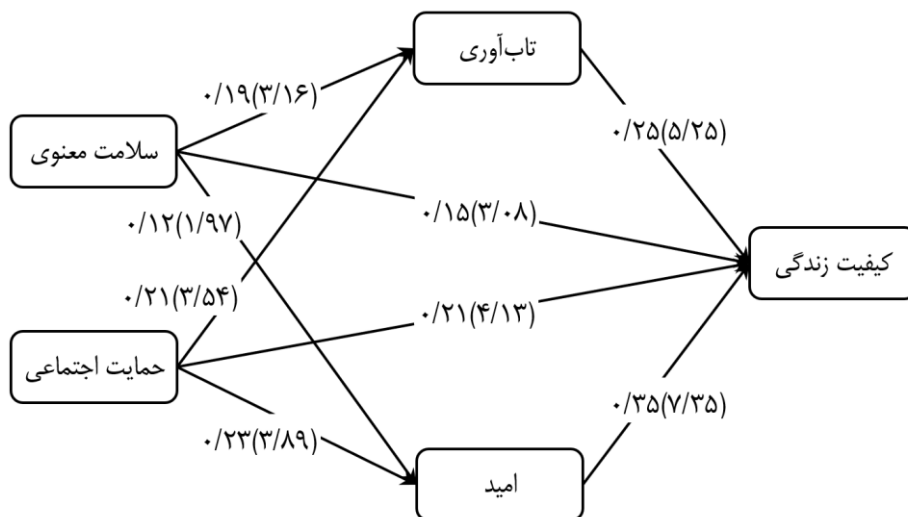 تاب‌آوری
۰/۱۹(۳/۱۶)
۰/۲۵(۵/۲۵)
سلامت معنوی
۰/۱۲(۱/۹۷)
۰/۱۵(۳/۰۸)
کیفیت زندگی
۰/۲۱(۳/۵۴)
۰/۲۱(۴/۱۳)
حمایت اجتماعی
۰/۳۵(۷/۳۵)
۰/۲۳(۳/۸۹)
امید